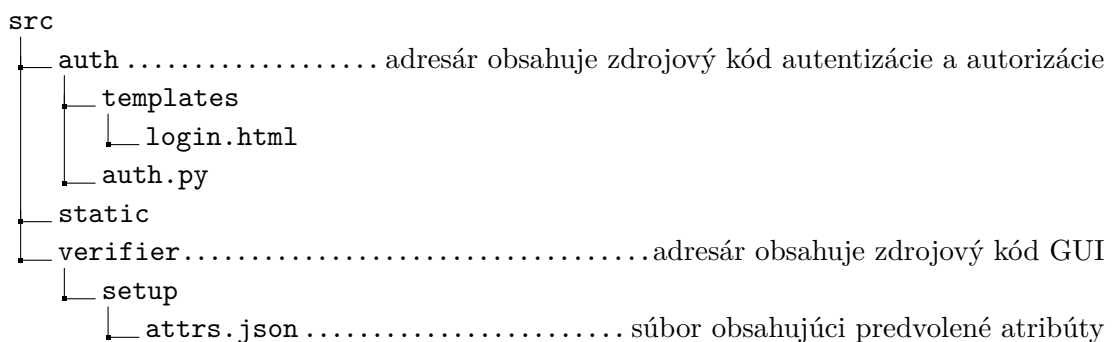 src
auth ................... adresár obsahuje zdrojový kód autentizácie a autorizácie
templates
login.html
auth.py
static
verifier................................... adresár obsahuje zdrojový kód GUI
setup
attrs.json ........................ súbor obsahujúci predvolené atribúty